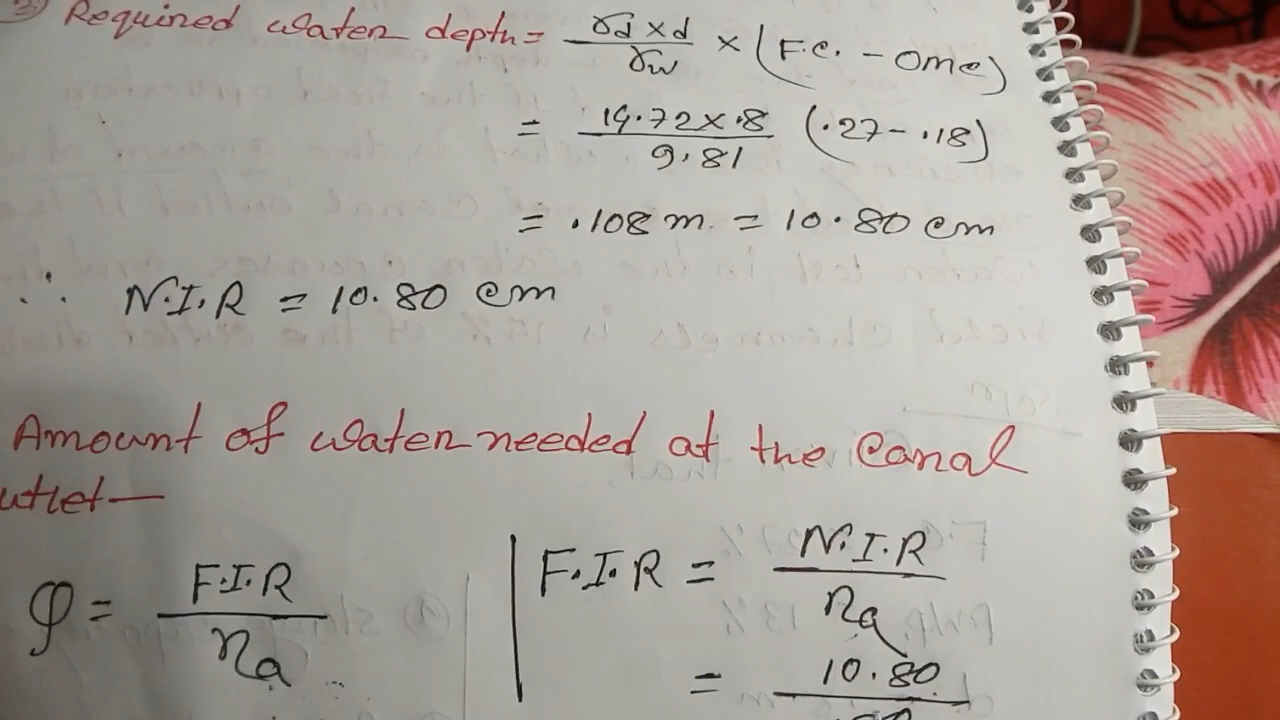 Required water depth = γd × d / γw × (F.C. - OMC)
= 14.72 × .8 / 9.81 (.27 - .18)
= .108 m = 10.80 cm
∴ N.I.R = 10.80 cm
Amount of water needed at the Canal
utlet—
φ = F.I.R / ηa | F.I.R = N.I.R / ηa
= 10.80